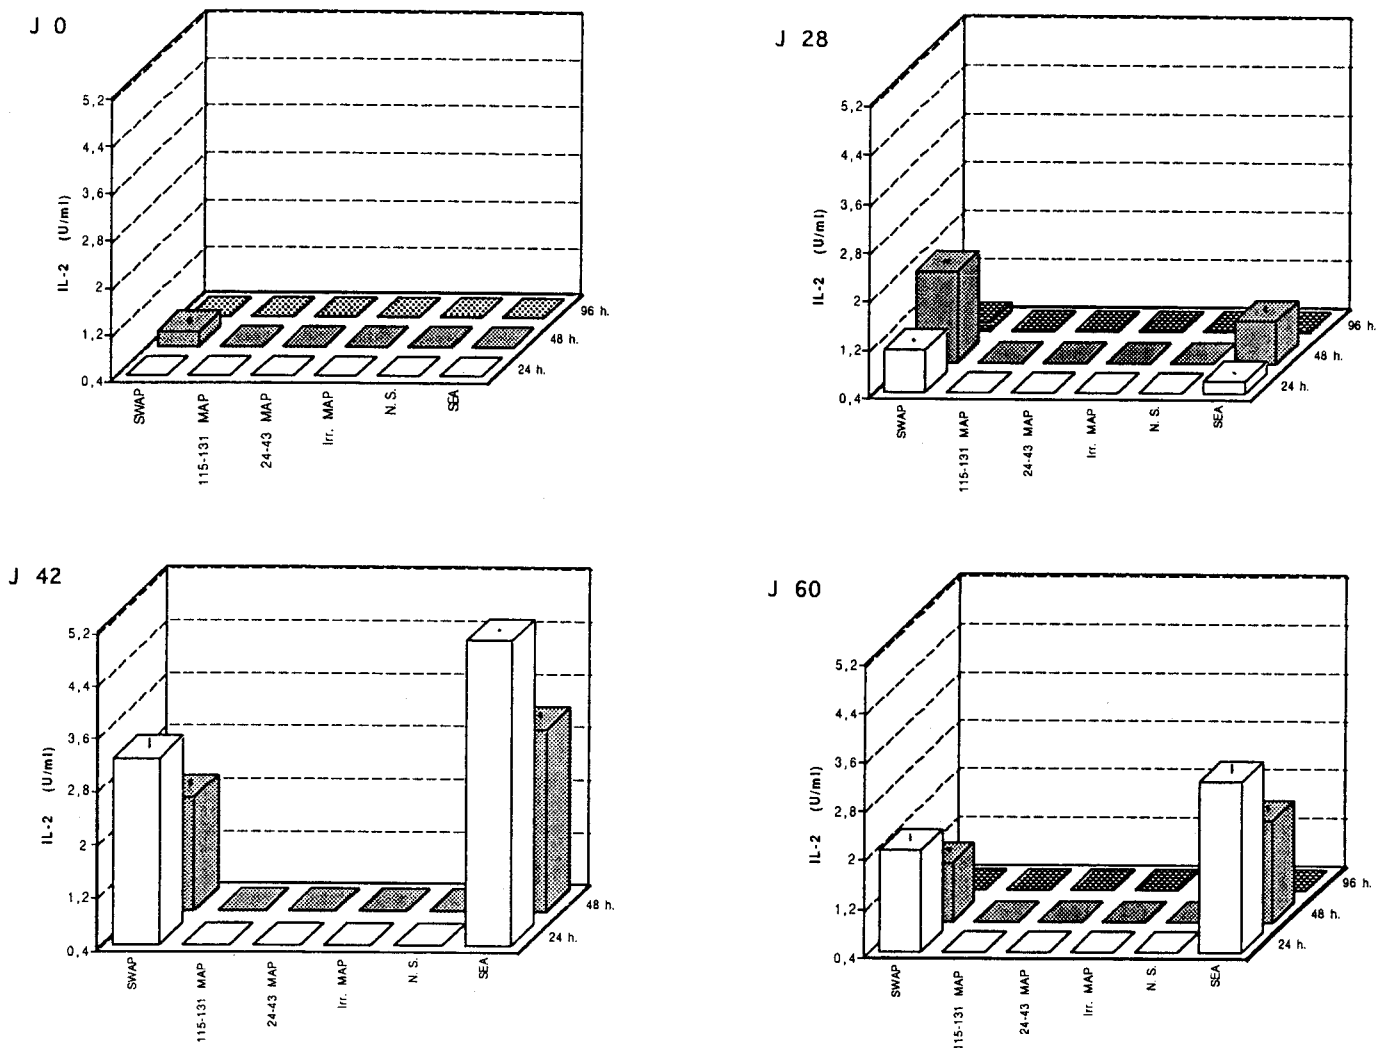 J 0
5,2
4,4
3,6
2,8
2
1,2
0,4
IL-2 (U/ml)
SWAP
115-131 MAP
24-43 MAP
Irr. MAP
N.S.
SEA
24 h.
48 h.
96 h.
J 28
5,2
4,4
3,6
2,8
2
1,2
0,4
IL-2 (U/ml)
SWAP
115-131 MAP
24-43 MAP
Irr. MAP
N.S.
SEA
24 h.
48 h.
96 h.
J 42
5,2
4,4
3,6
2,8
2
1,2
0,4
IL-2 (U/ml)
SWAP
115-131 MAP
24-43 MAP
Irr. MAP
N.S.
SEA
24 h.
48 h.
J 60
5,2
4,4
3,6
2,8
2
1,2
0,4
IL-2 (U/ml)
SWAP
115-131 MAP
24-43 MAP
Irr. MAP
N.S.
SEA
24 h.
48 h.
96 h.